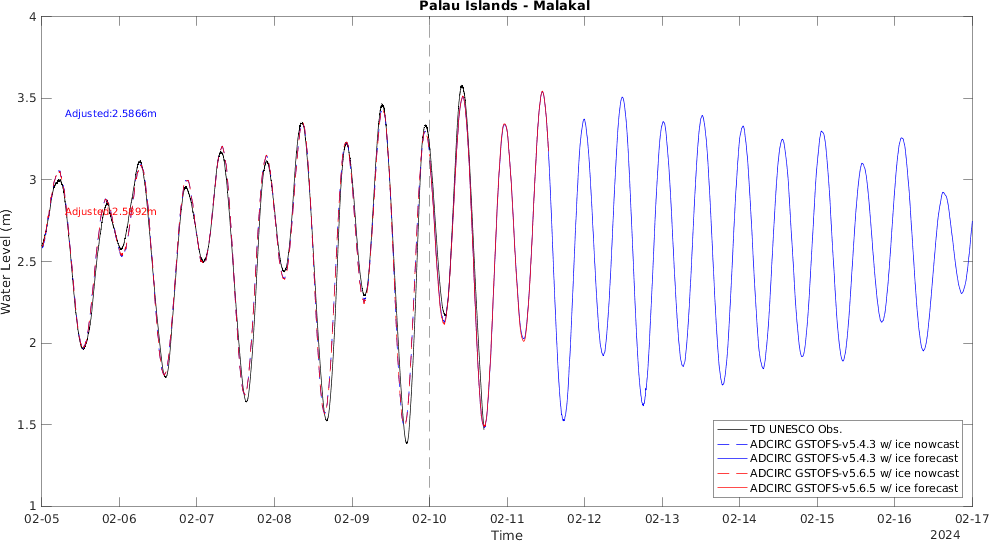 Palau Islands - Malakal
4
3.5
3
2.5
2
1.5
1
Water Level (m)
Adjusted:2.5866m
Adjusted:2.5892m
TD UNESCO Obs.
ADCIRC GSTOFS-v5.4.3 w/ ice nowcast
ADCIRC GSTOFS-v5.4.3 w/ ice forecast
ADCIRC GSTOFS-v5.6.5 w/ ice nowcast
ADCIRC GSTOFS-v5.6.5 w/ ice forecast
02-05 02-06 02-07 02-08 02-09 02-10 02-11 02-12 02-13 02-14 02-15 02-16 02-17
Time
2024